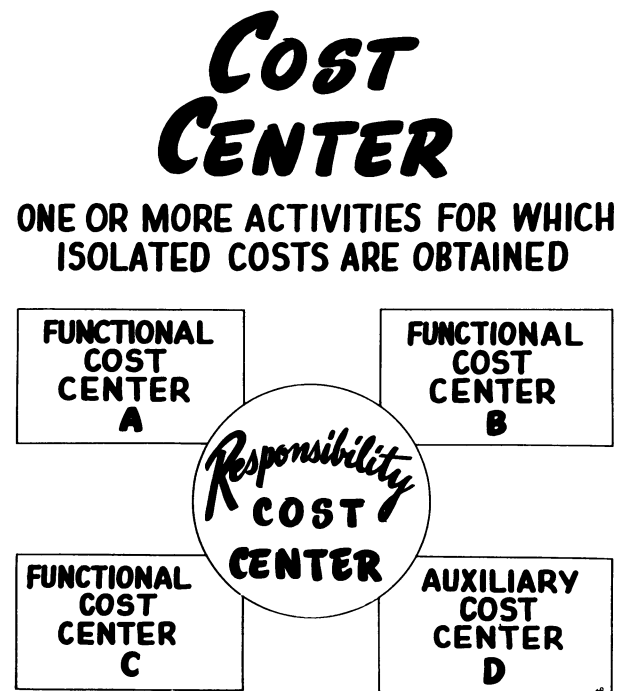 COST
CENTER
ONE OR MORE ACTIVITIES FOR WHICH
ISOLATED COSTS ARE OBTAINED
FUNCTIONAL
COST
CENTER
A
FUNCTIONAL
COST
CENTER
B
Responsibility
COST
CENTER
FUNCTIONAL
COST
CENTER
C
AUXILIARY
COST
CENTER
D